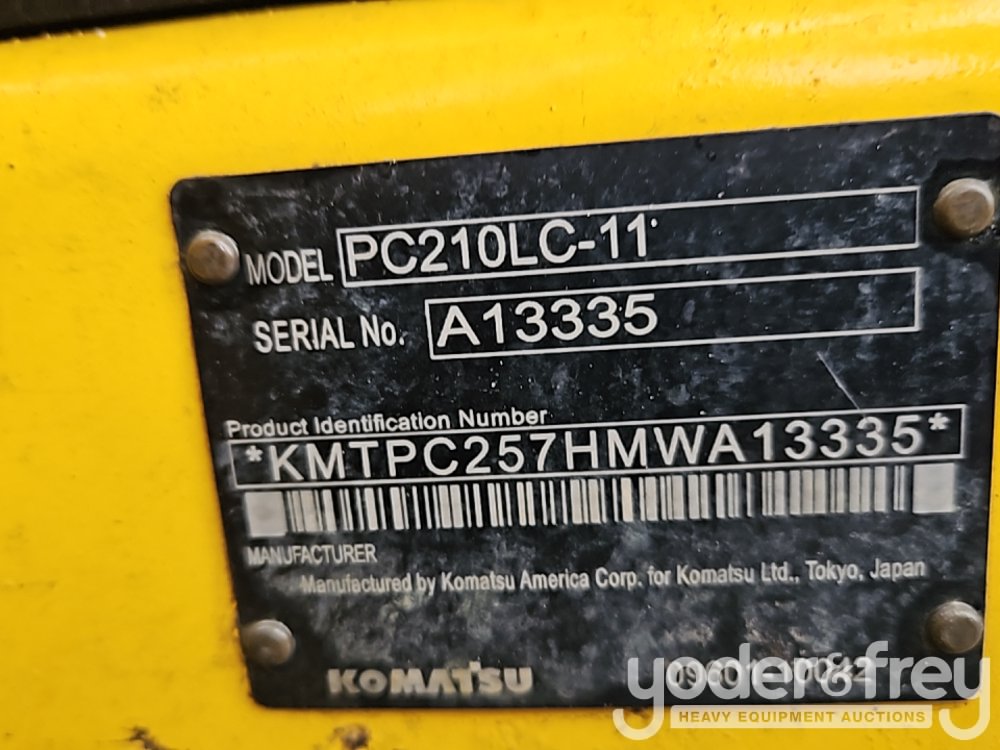 MODEL PC210LC-11
SERIAL No. A13335
Product Identification Number
*KMTPC257HMWA13335*
MANUFACTURER
Manufactured by Komatsu America Corp. for Komatsu Ltd., Tokyo, Japan
KOMATSU
yoder&frey
HEAVY EQUIPMENT AUCTIONS